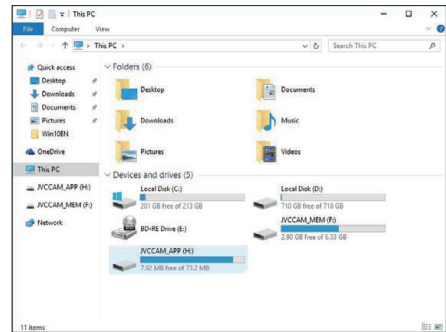 This PC
File Computer View
This PC
Search This PC
Quick access
Desktop
Downloads
Documents
Pictures
Win10EN
OneDrive
This PC
JVCCAM_APP (H:)
JVCCAM_MEM (F:)
Network
Folders (6)
Desktop
Documents
Downloads
Music
Pictures
Videos
Devices and drives (5)
Local Disk (C:)
201 GB free of 213 GB
Local Disk (D:)
710 GB free of 718 GB
BD-RE Drive (E:)
JVCCAM_MEM (F:)
2.90 GB free of 6.53 GB
JVCCAM_APP (H:)
7.92 MB free of 73.2 MB
11 items